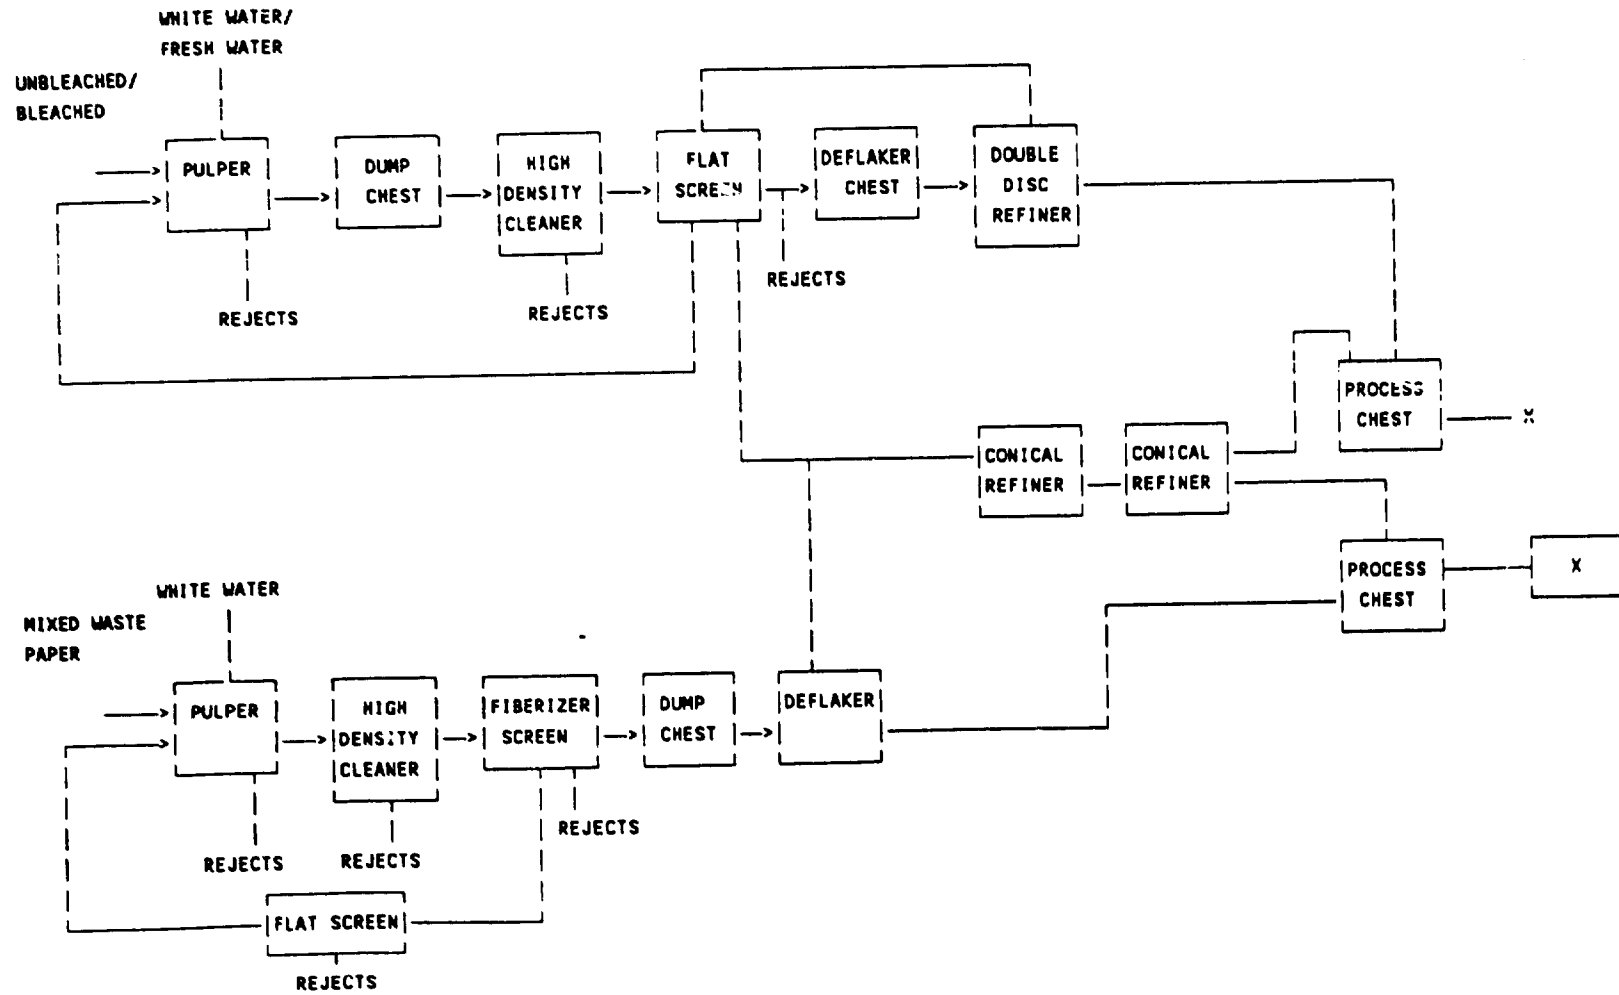 WHITE WATER/
FRESH WATER
UNBLEACHED/
BLEACHED
PULPER
DUMP
CHEST
HIGH
DENSITY
CLEANER
FLAT
SCREEN
DEFLAKER
CHEST
DOUBLE
DISC
REFINER
REJECTS
REJECTS
REJECTS
PROCESS
CHEST
X
CONICAL
REFINER
CONICAL
REFINER
PROCESS
CHEST
X
WHITE WATER
MIXED WASTE
PAPER
PULPER
HIGH
DENSITY
CLEANER
FIBERIZER
SCREEN
DUMP
CHEST
DEFLAKER
REJECTS
REJECTS
REJECTS
FLAT SCREEN
REJECTS